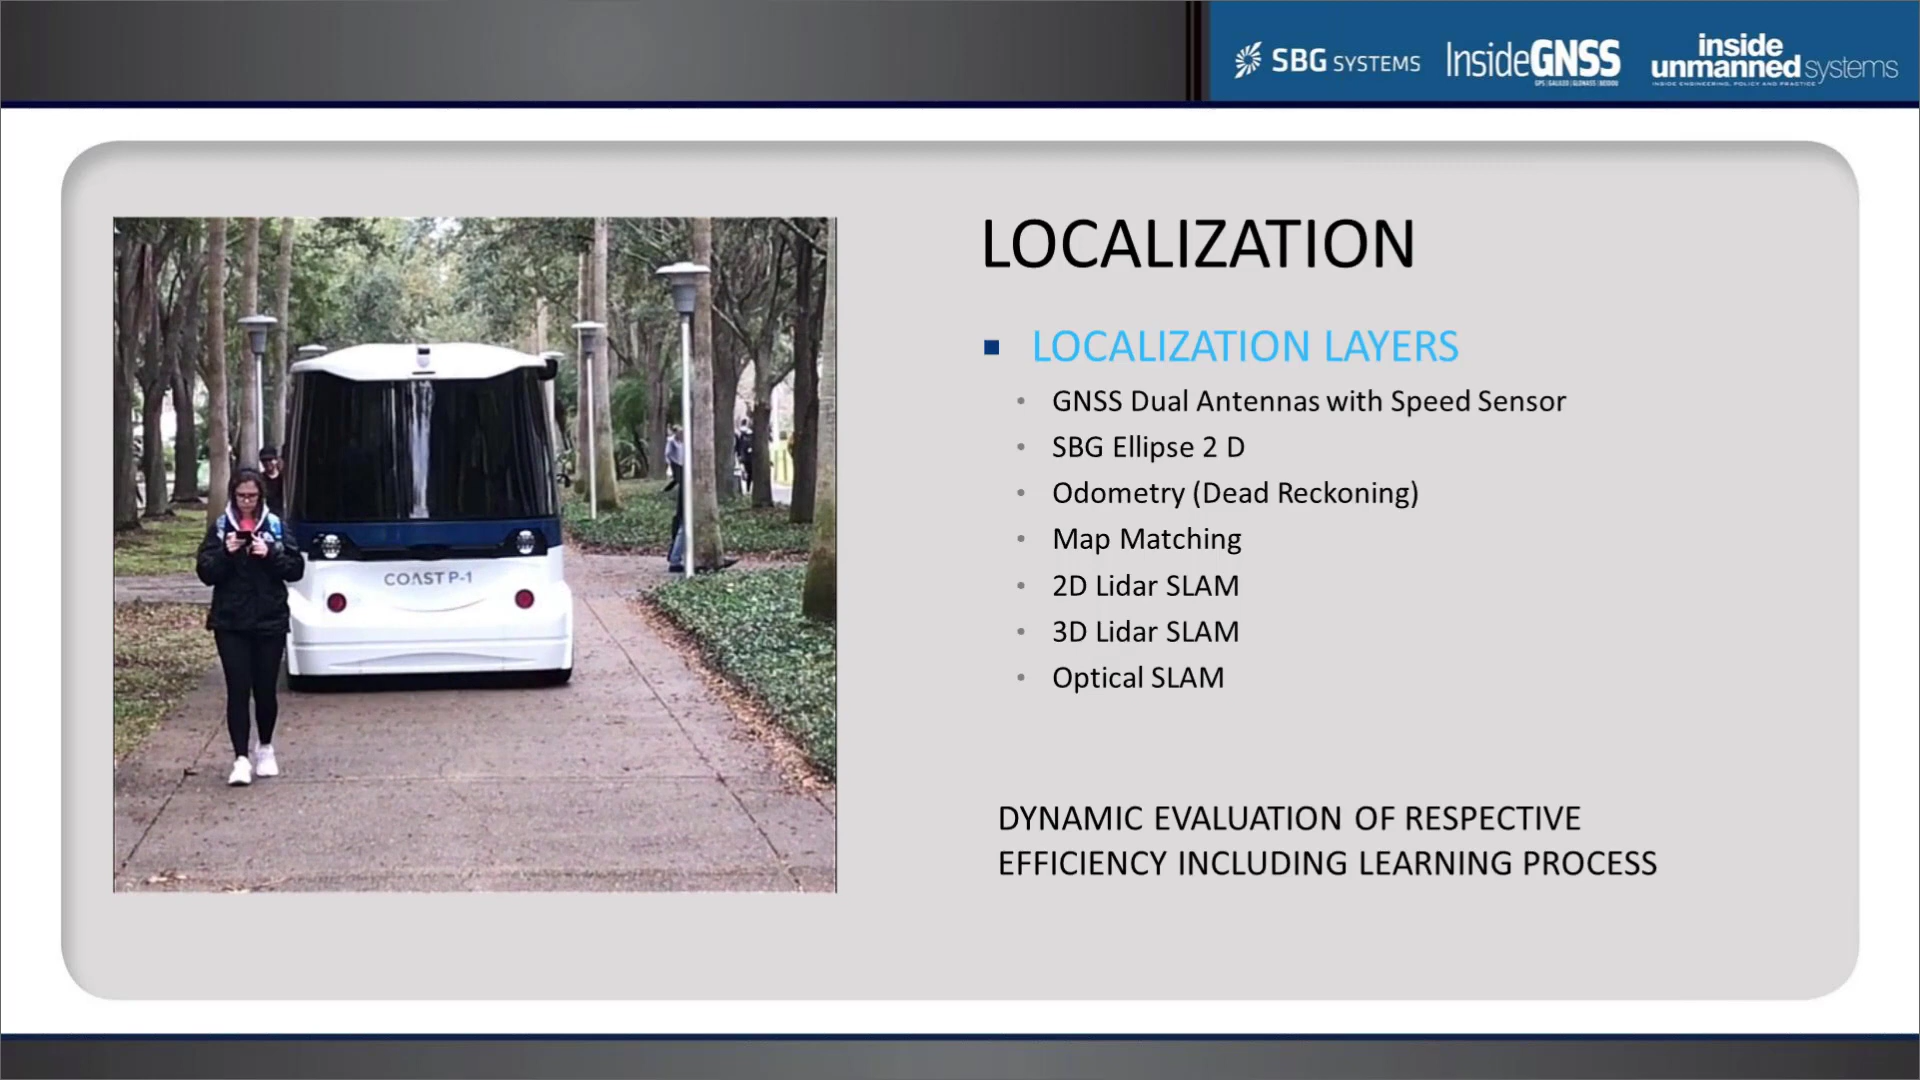 SBG SYSTEMS
InsideGNSS
GPS | GALILEO | GLONASS | BEIDOU
inside
unmanned systems
INSIDE ENGINEERING, POLICY AND PRACTICE
LOCALIZATION
LOCALIZATION LAYERS
GNSS Dual Antennas with Speed Sensor
SBG Ellipse 2 D
Odometry (Dead Reckoning)
Map Matching
2D Lidar SLAM
3D Lidar SLAM
Optical SLAM
COAST P-1
DYNAMIC EVALUATION OF RESPECTIVE
EFFICIENCY INCLUDING LEARNING PROCESS